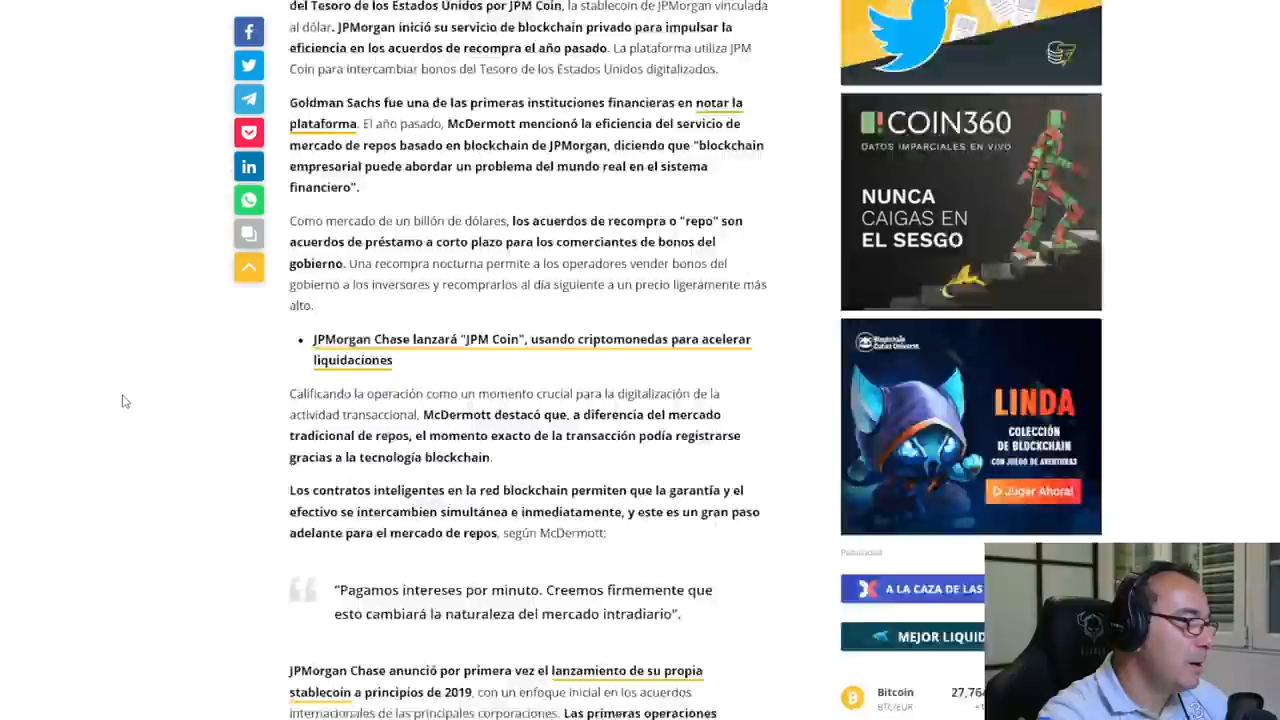 del Tesoro de los Estados Unidos por JPM Coin, la stablecoin de JPMorgan vinculada
al dólar. JPMorgan inició su servicio de blockchain privado para impulsar la
eficiencia en los acuerdos de recompra el año pasado. La plataforma utiliza JPM
Coin para intercambiar bonos del Tesoro de los Estados Unidos digitalizados.
Goldman Sachs fue una de las primeras instituciones financieras en notar la
plataforma. El año pasado, McDermott mencionó la eficiencia del servicio de
mercado de repos basado en blockchain de JPMorgan, diciendo que "blockchain
empresarial puede abordar un problema del mundo real en el sistema
financiero".
Como mercado de un billón de dólares, los acuerdos de recompra o "repo" son
acuerdos de préstamo a corto plazo para los comerciantes de bonos del
gobierno. Una recompra nocturna permite a los operadores vender bonos del
gobierno a los inversores y recomprarlos al día siguiente a un precio ligeramente más
alto.
• JPMorgan Chase lanzará "JPM Coin", usando criptomonedas para acelerar
liquidaciones
Calificando la operación como un momento crucial para la digitalización de la
actividad transaccional, McDermott destacó que, a diferencia del mercado
tradicional de repos, el momento exacto de la transacción podía registrarse
gracias a la tecnología blockchain.
Los contratos inteligentes en la red blockchain permiten que la garantía y el
efectivo se intercambien simultánea e inmediatamente, y este es un gran paso
adelante para el mercado de repos, según McDermott:
“Pagamos intereses por minuto. Creemos firmemente que
esto cambiará la naturaleza del mercado intradiario”.
JPMorgan Chase anunció por primera vez el lanzamiento de su propia
stablecoin a principios de 2019, con un enfoque inicial en los acuerdos
internacionales de las principales corporaciones. Las primeras operaciones
COIN360
DATOS IMPARCIALES EN VIVO
NUNCA
CAIGAS EN
EL SESGO
Blockchain
Cuties Universe
LINDA
COLECCIÓN
DE BLOCKCHAIN
CON JUEGO DE AVENTURAS
¡Jugar Ahora!
Publicidad
A LA CAZA DE LAS
MEJOR LIQUID
Bitcoin 27,764
BTC/EUR